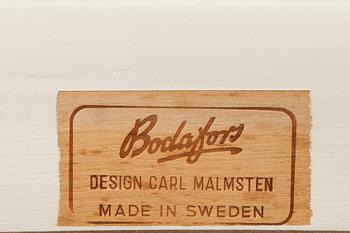 Bodafors
DESIGN CARL MALMSTEN
MADE IN SWEDEN